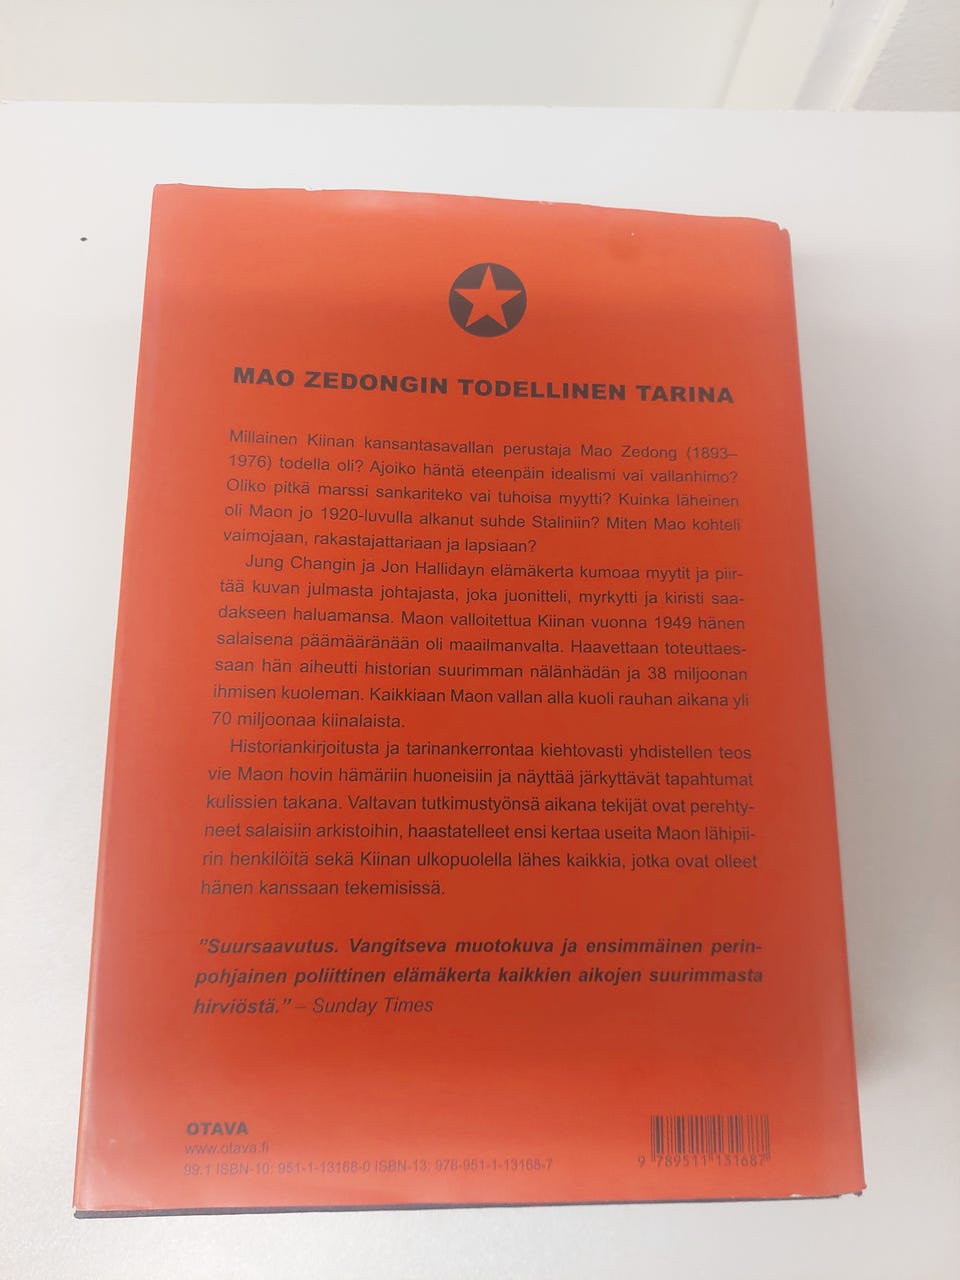 MAO ZEDONGIN TODELLINEN TARINA
Millainen Kiinan kansantasavallan perustaja Mao Zedong (1893–
1976) todella oli? Ajoiko häntä eteenpäin idealismi vai vallanhimo?
Oliko pitkä marssi sankariteko vai tuhoisa myytti? Kuinka läheinen
oli Maon jo 1920-luvulla alkanut suhde Staliniin? Miten Mao kohteli
vaimojaan, rakastajattariaan ja lapsiaan?
Jung Changin ja Jon Hallidayn elämäkerta kumoaa myytit ja piir-
tää kuvan julmasta johtajasta, joka juonitteli, myrkytti ja kiristi saa-
dakseen haluamansa. Maon valloitettua Kiinan vuonna 1949 hänen
salaisena päämääränään oli maailmanvalta. Haavettaan toteuttaes-
saan hän aiheutti historian suurimman nälänhädän ja 38 miljoonan
ihmisen kuoleman. Kaikkiaan Maon vallan alla kuoli rauhan aikana yli
70 miljoonaa kiinalaista.
Historiankirjoitusta ja tarinankerrontaa kiehtovasti yhdistellen teos
vie Maon hovin hämäriin huoneisiin ja näyttää järkyttävät tapahtumat
kulissien takana. Valtavan tutkimustyönsä aikana tekijät ovat perehty-
neet salaisiin arkistoihin, haastatelleet ensi kertaa useita Maon lähipii-
rin henkilöitä sekä Kiinan ulkopuolella lähes kaikkia, jotka ovat olleet
hänen kanssaan tekemisissä.
”Suursaavutus. Vangitseva muotokuva ja ensimmäinen perin-
pohjainen poliittinen elämäkerta kaikkien aikojen suurimmasta
hirviöstä.” – Sunday Times
OTAVA
www.otava.fi
99.1 ISBN-10: 951-1-13168-0 ISBN-13: 978-951-1-13168-7
9 789511 131687